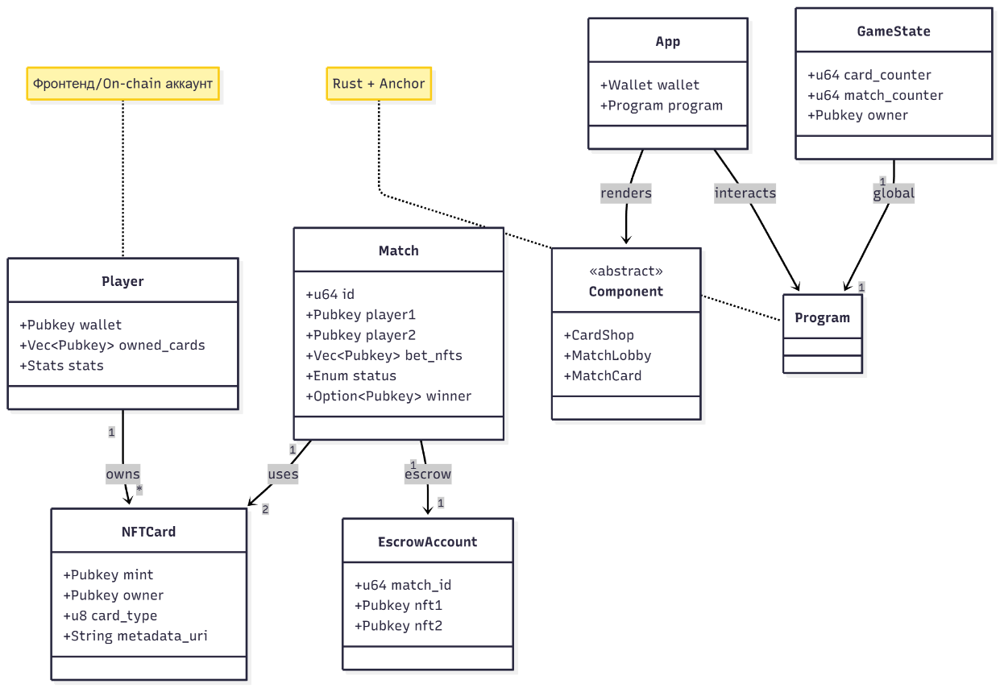 Фронтенд/On-chain аккаунт
Rust + Anchor
App
+Wallet wallet
+Program program
GameState
+u64 card_counter
+u64 match_counter
+Pubkey owner
renders
interacts
1
global
1
Player
+Pubkey wallet
+Vec<Pubkey> owned_cards
+Stats stats
Match
+u64 id
+Pubkey player1
+Pubkey player2
+Vec<Pubkey> bet_nfts
+Enum status
+Option<Pubkey> winner
«abstract»
Component
+CardShop
+MatchLobby
+MatchCard
Program
1
owns
*
1
uses
2
1
escrow
1
NFTCard
+Pubkey mint
+Pubkey owner
+u8 card_type
+String metadata_uri
EscrowAccount
+u64 match_id
+Pubkey nft1
+Pubkey nft2